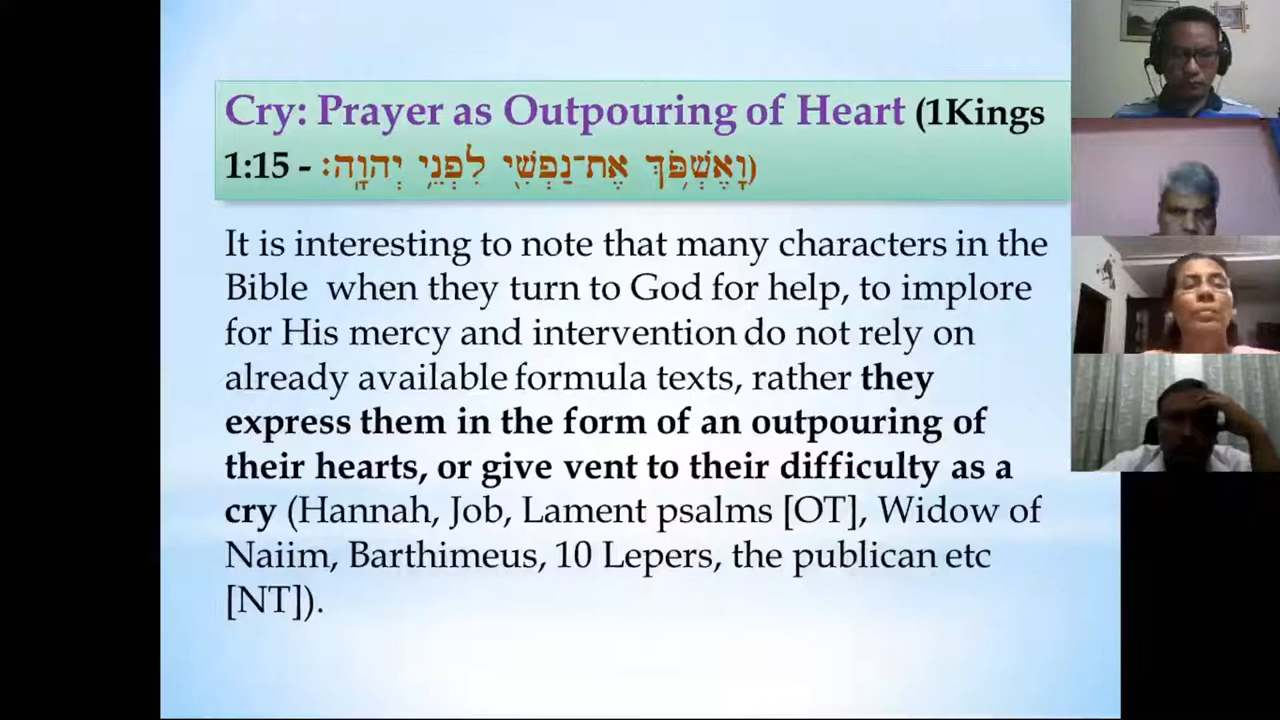 Cry: Prayer as Outpouring of Heart (1Kings
1:15 - וָאֶשְׁפֹּ֥ךְ אֶת־נַפְשִׁ֖י לִפְנֵ֥י יְהוָֽה׃)
It is interesting to note that many characters in the
Bible when they turn to God for help, to implore
for His mercy and intervention do not rely on
already available formula texts, rather they
express them in the form of an outpouring of
their hearts, or give vent to their difficulty as a
cry (Hannah, Job, Lament psalms [OT], Widow of
Naiim, Barthimeus, 10 Lepers, the publican etc
[NT]).